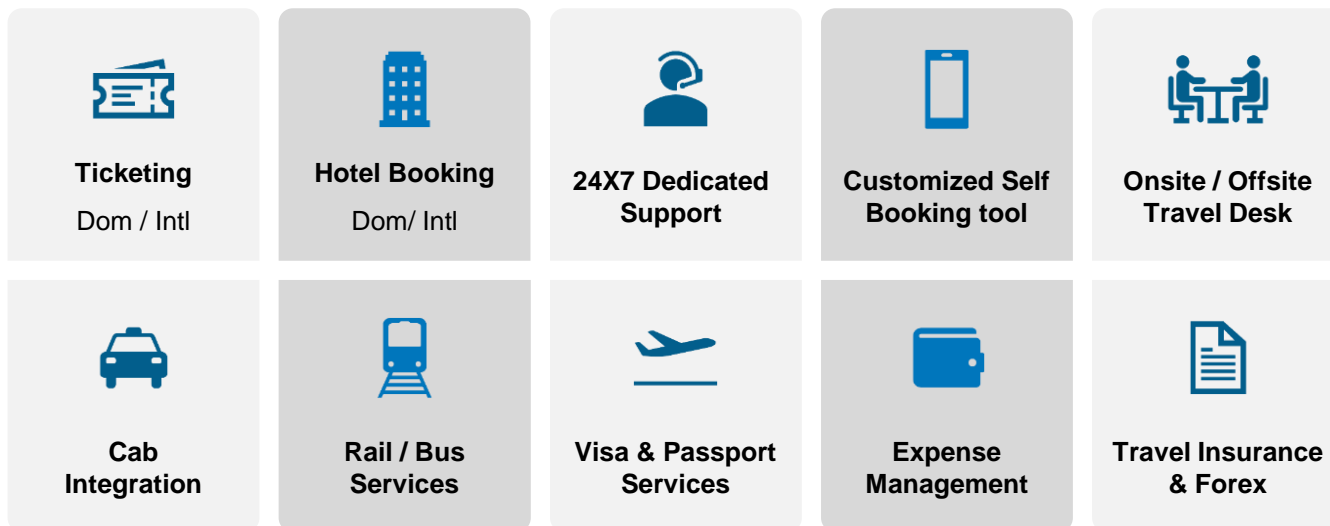 Ticketing
Dom / Intl
Hotel Booking
Dom/ Intl
24X7 Dedicated
Support
Customized Self
Booking tool
Onsite / Offsite
Travel Desk
Cab
Integration
Rail / Bus
Services
Visa & Passport
Services
Expense
Management
Travel Insurance
& Forex